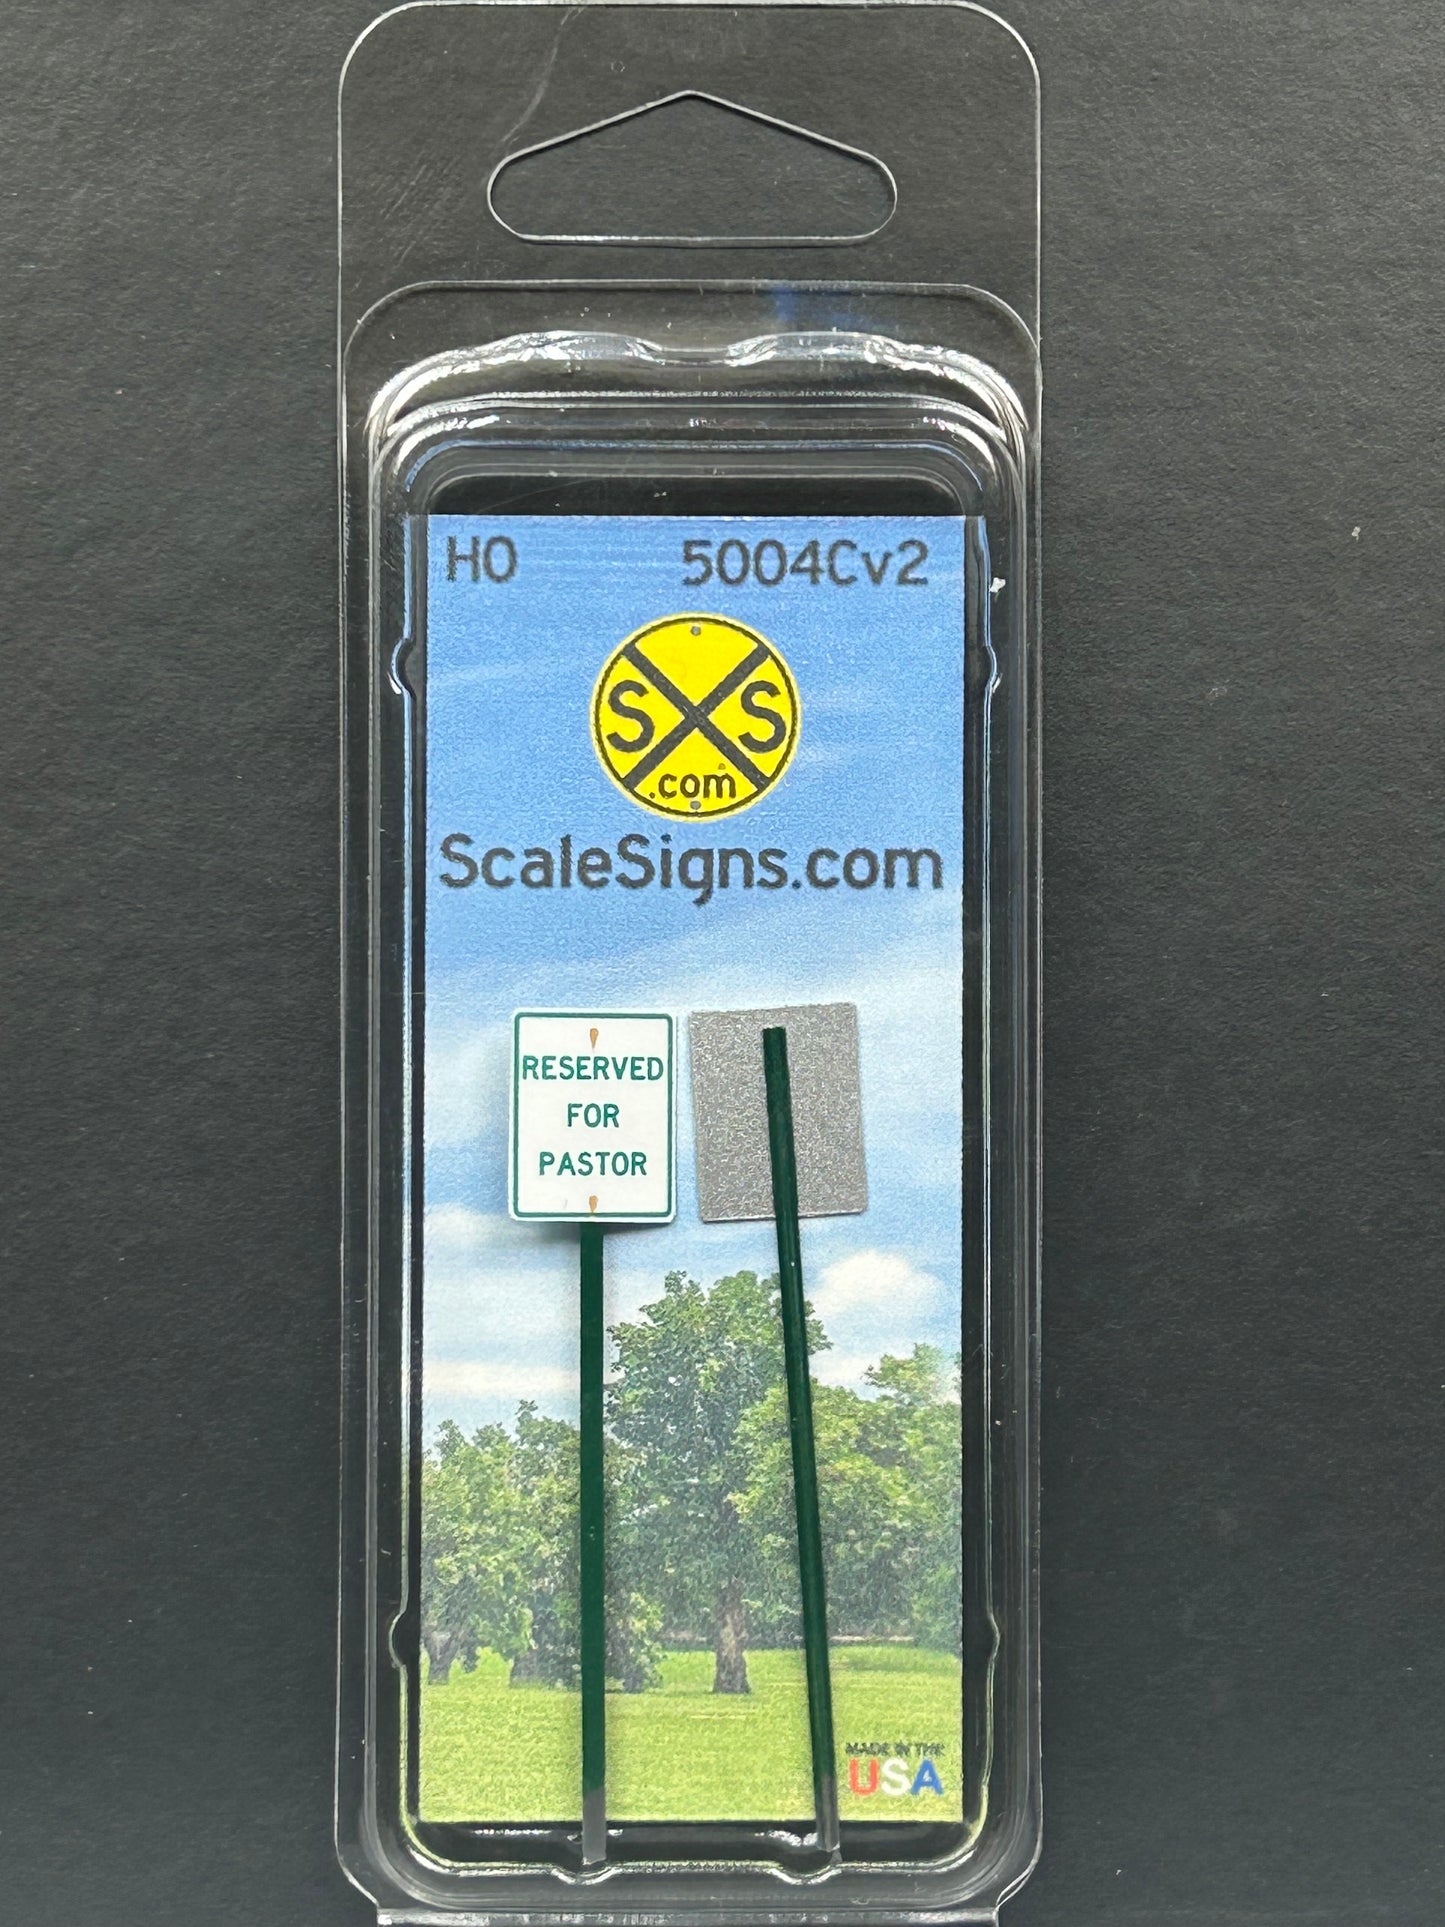 HO 5004Cv2
S S
.com
ScaleSigns.com
RESERVED
FOR
PASTOR
MADE IN THE
USA